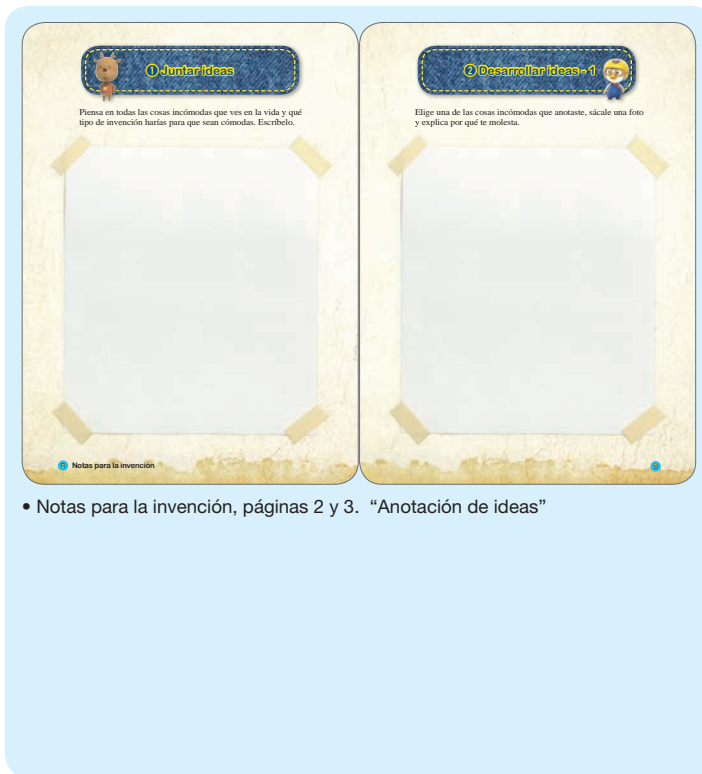 ① Juntar ideas
Piensa en todas las cosas incómodas que ves en la vida y qué
tipo de invención harías para que sean cómodas. Escríbelo.
Notas para la invención
② Desarrollar ideas - 1
Elige una de las cosas incómodas que anotaste, sácale una foto
y explica por qué te molesta.
• Notas para la invención, páginas 2 y 3. “Anotación de ideas”